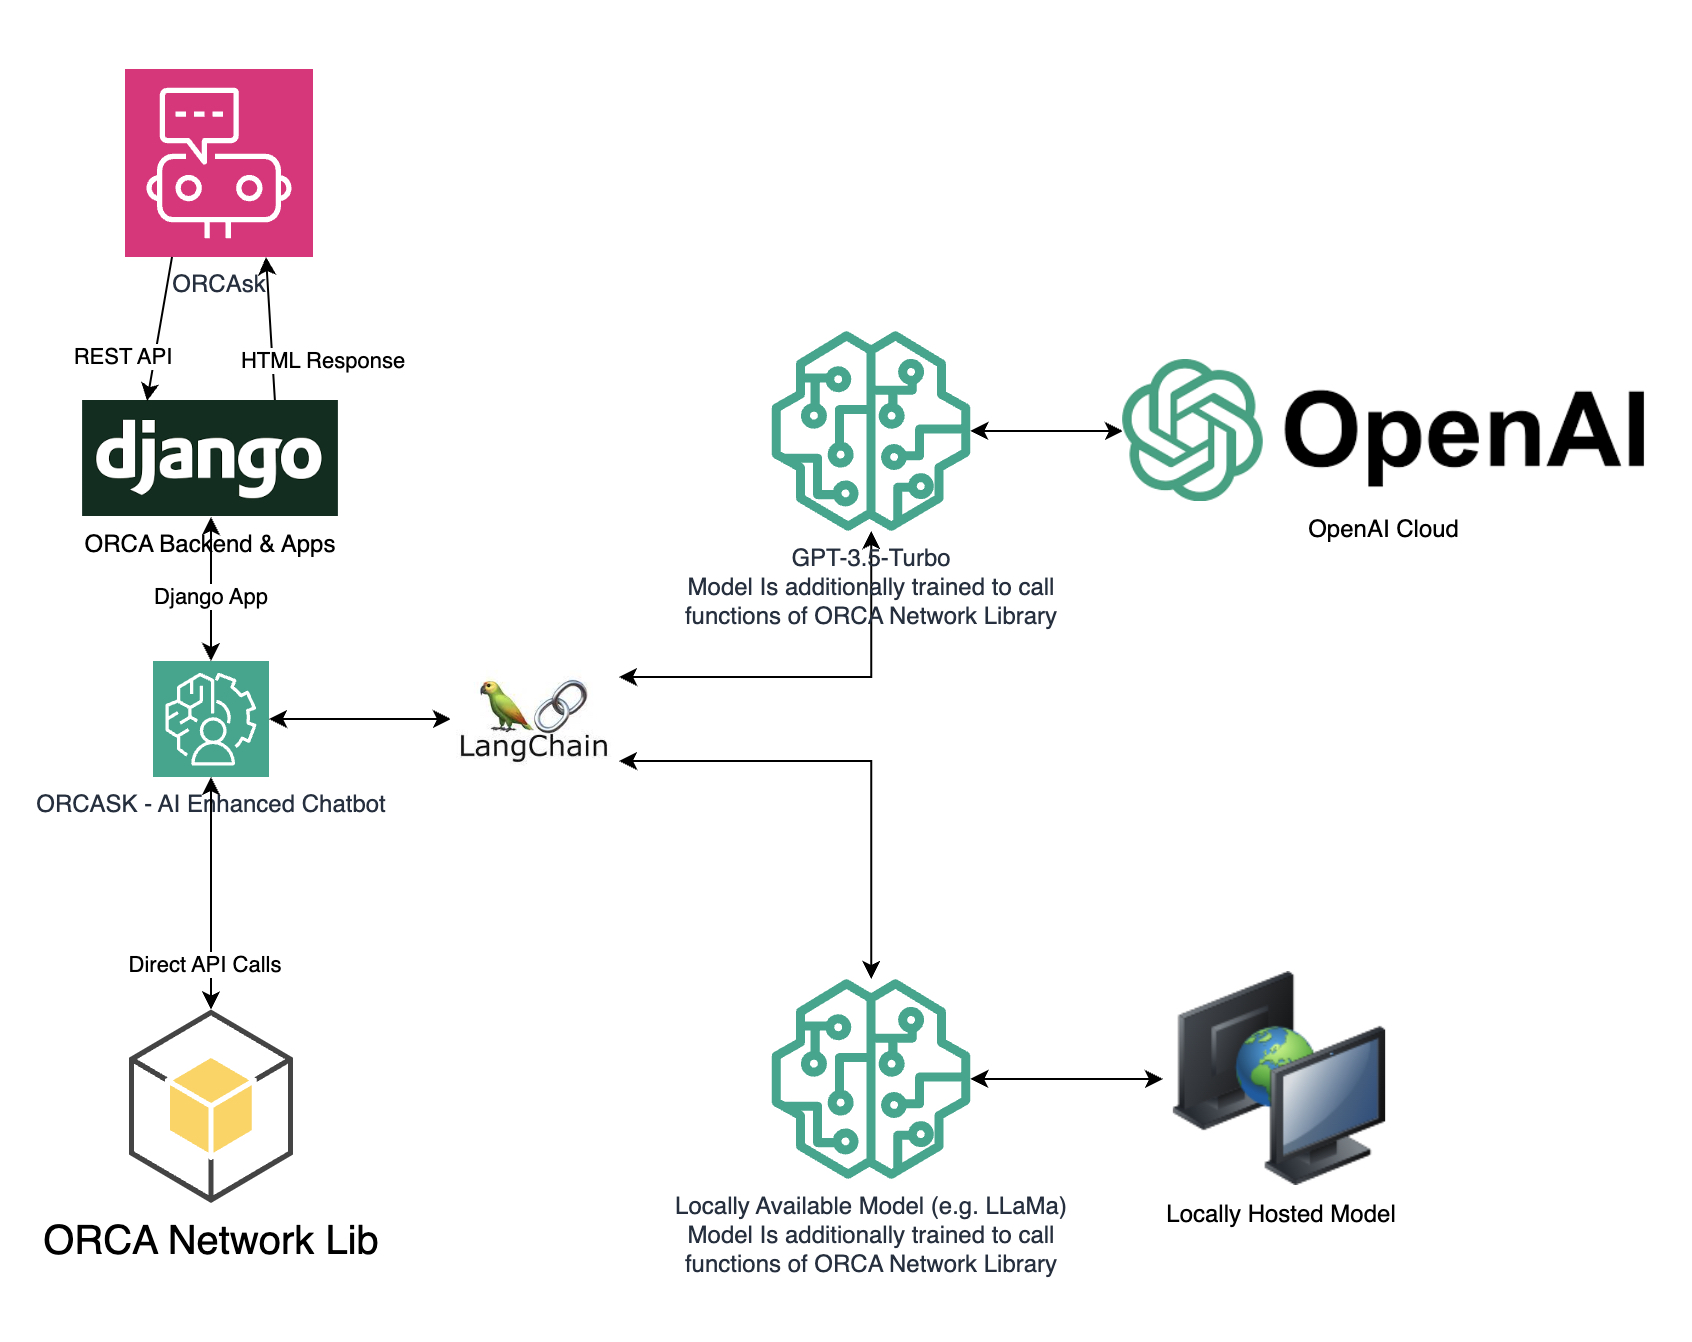 ORCAsk
REST API
HTML Response
django
ORCA Backend & Apps
Django App
ORCASK - AI Enhanced Chatbot
Direct API Calls
ORCA Network Lib
LangChain
GPT-3.5-Turbo
Model Is additionally trained to call
functions of ORCA Network Library
OpenAI
OpenAI Cloud
Locally Available Model (e.g. LLaMa)
Model Is additionally trained to call
functions of ORCA Network Library
Locally Hosted Model